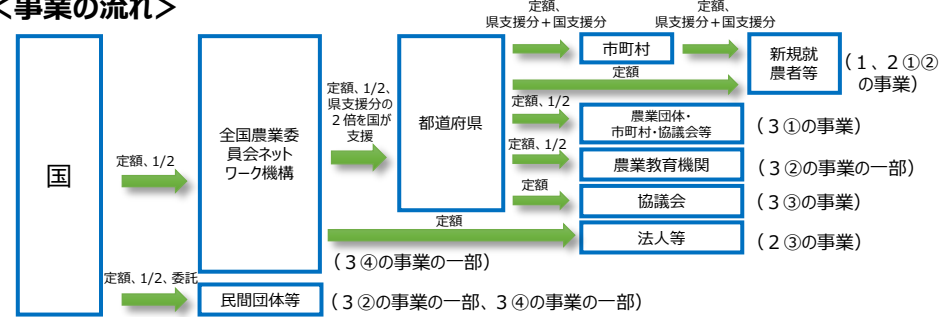 ＜事業の流れ＞
国
定額、1/2
全国農業委
員会ネット
ワーク機構
定額、1/2、
県支援分の
２倍を国が
支援
都道府県
定額、
県支援分＋国支援分
市町村
定額、
県支援分＋国支援分
新規就
農者等
（１、２①②
の事業）
定額
定額、1/2
農業団体・
市町村・協議会等
（３①の事業）
定額、1/2
農業教育機関
（３②の事業の一部）
定額
協議会
（３③の事業）
定額
法人等
（２③の事業）
（３④の事業の一部）
定額、1/2、委託
民間団体等
（３②の事業の一部、３④の事業の一部）